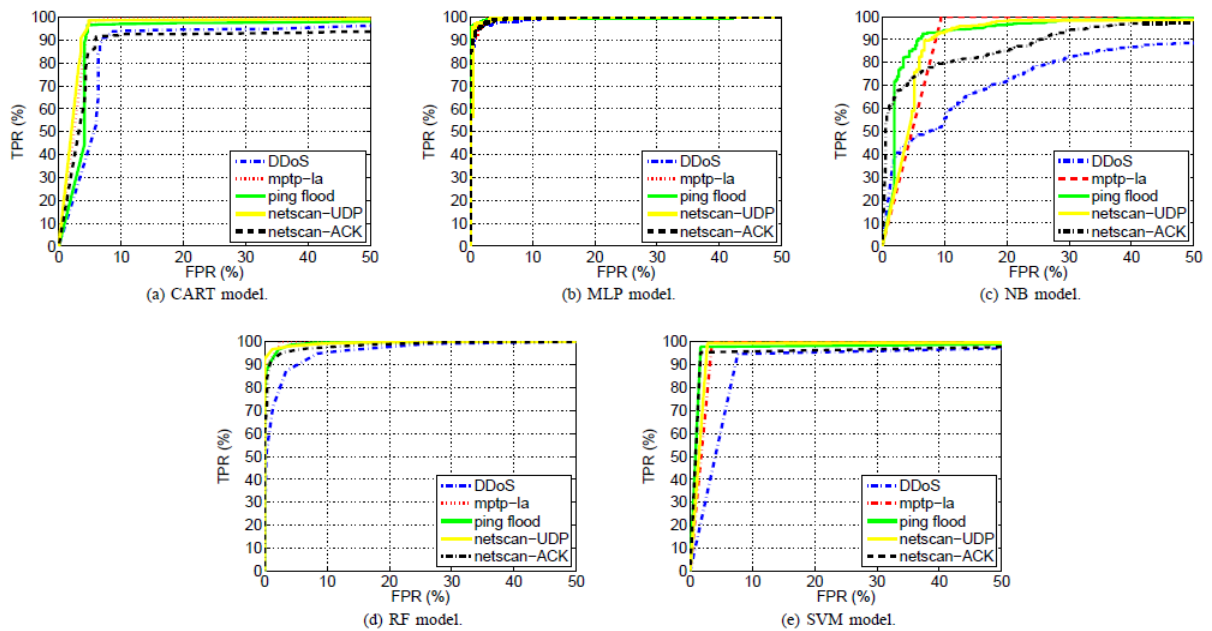 100
90
80
70
60
50
40
30
20
10
0
TPR (%)
DDoS
mptp-la
ping flood
netscan-UDP
netscan-ACK
0 10 20 30 40 50
FPR (%)
(a) CART model.
100
90
80
70
60
50
40
30
20
10
0
TPR (%)
DDoS
mptp-la
ping flood
netscan-UDP
netscan-ACK
0 10 20 30 40 50
FPR (%)
(b) MLP model.
100
90
80
70
60
50
40
30
20
10
0
TPR (%)
DDoS
mptp-la
ping flood
netscan-UDP
netscan-ACK
0 10 20 30 40 50
FPR (%)
(c) NB model.
100
90
80
70
60
50
40
30
20
10
0
TPR (%)
DDoS
mptp-la
ping flood
netscan-UDP
netscan-ACK
0 10 20 30 40 50
FPR (%)
(d) RF model.
100
90
80
70
60
50
40
30
20
10
0
TPR (%)
DDoS
mptp-la
ping flood
netscan-UDP
netscan-ACK
0 10 20 30 40 50
FPR (%)
(e) SVM model.